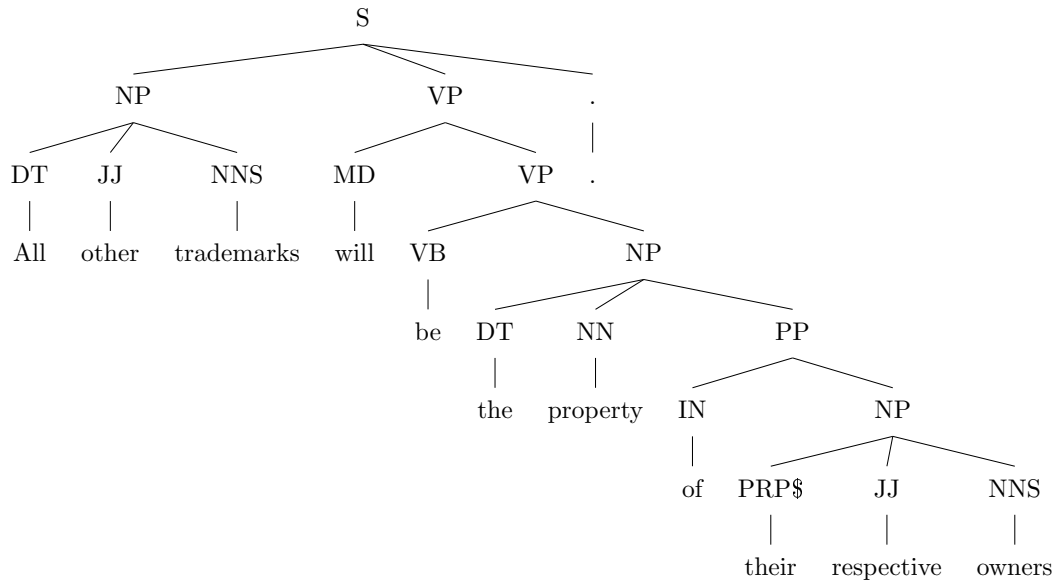 S
NP VP .
DT JJ NNS MD VP .
All other trademarks will VB NP
be DT NN PP
the property IN NP
of PRP$ JJ NNS
their respective owners